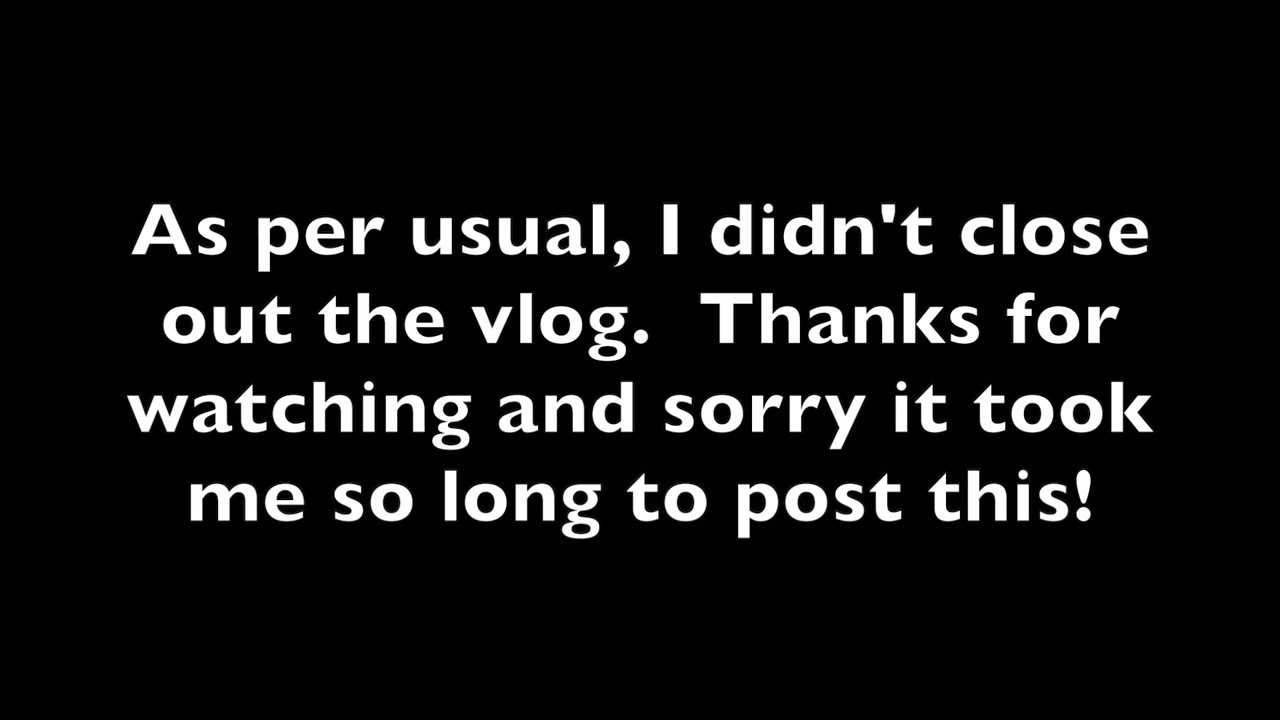 As per usual, I didn't close
out the vlog.  Thanks for
watching and sorry it took
me so long to post this!